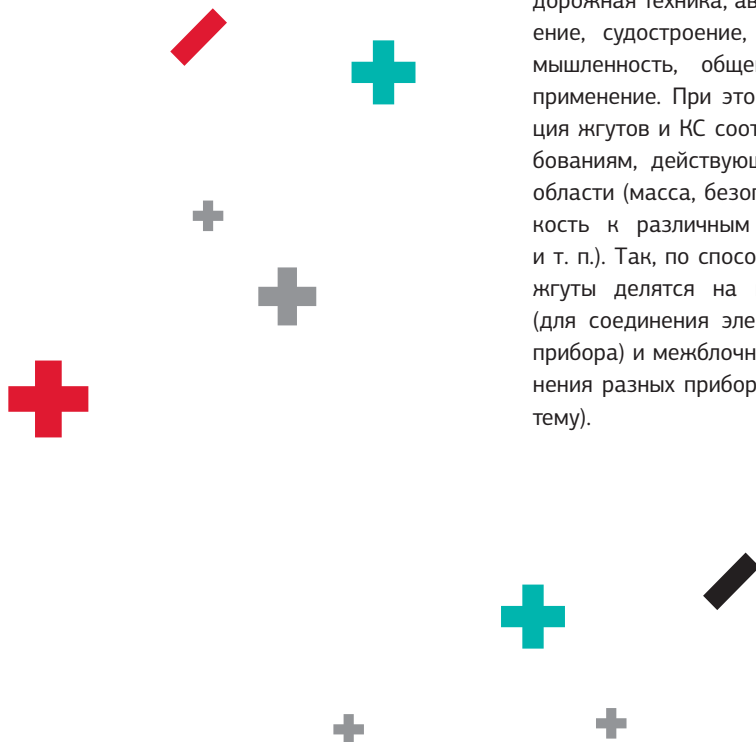 дорожная техника, ав
ение, судостроение,
мышленность, обще
применение. При это
ция жгутов и КС соот
бованиям, действующ
области (масса, безоп
кость к различным
и т. п.). Так, по спосо
жгуты делятся на
(для соединения эле
прибора) и межблочн
нения разных прибор
тему).